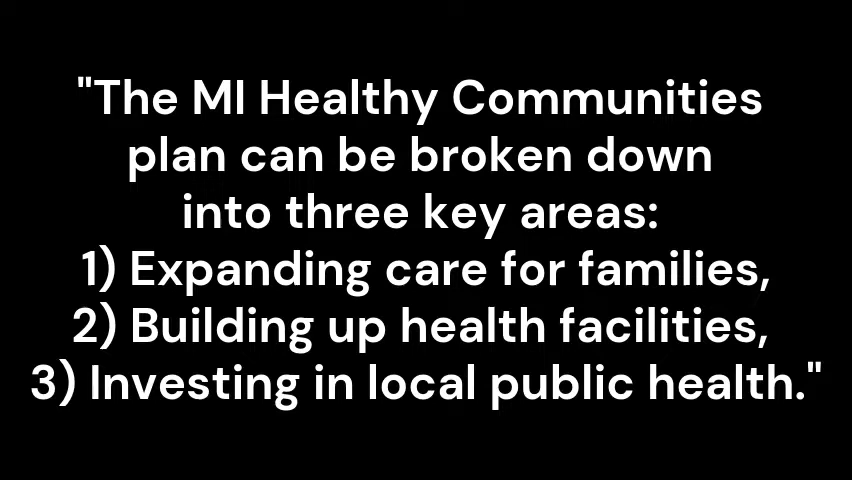 "The MI Healthy Communities
plan can be broken down
into three key areas:
1) Expanding care for families,
2) Building up health facilities,
3) Investing in local public health."